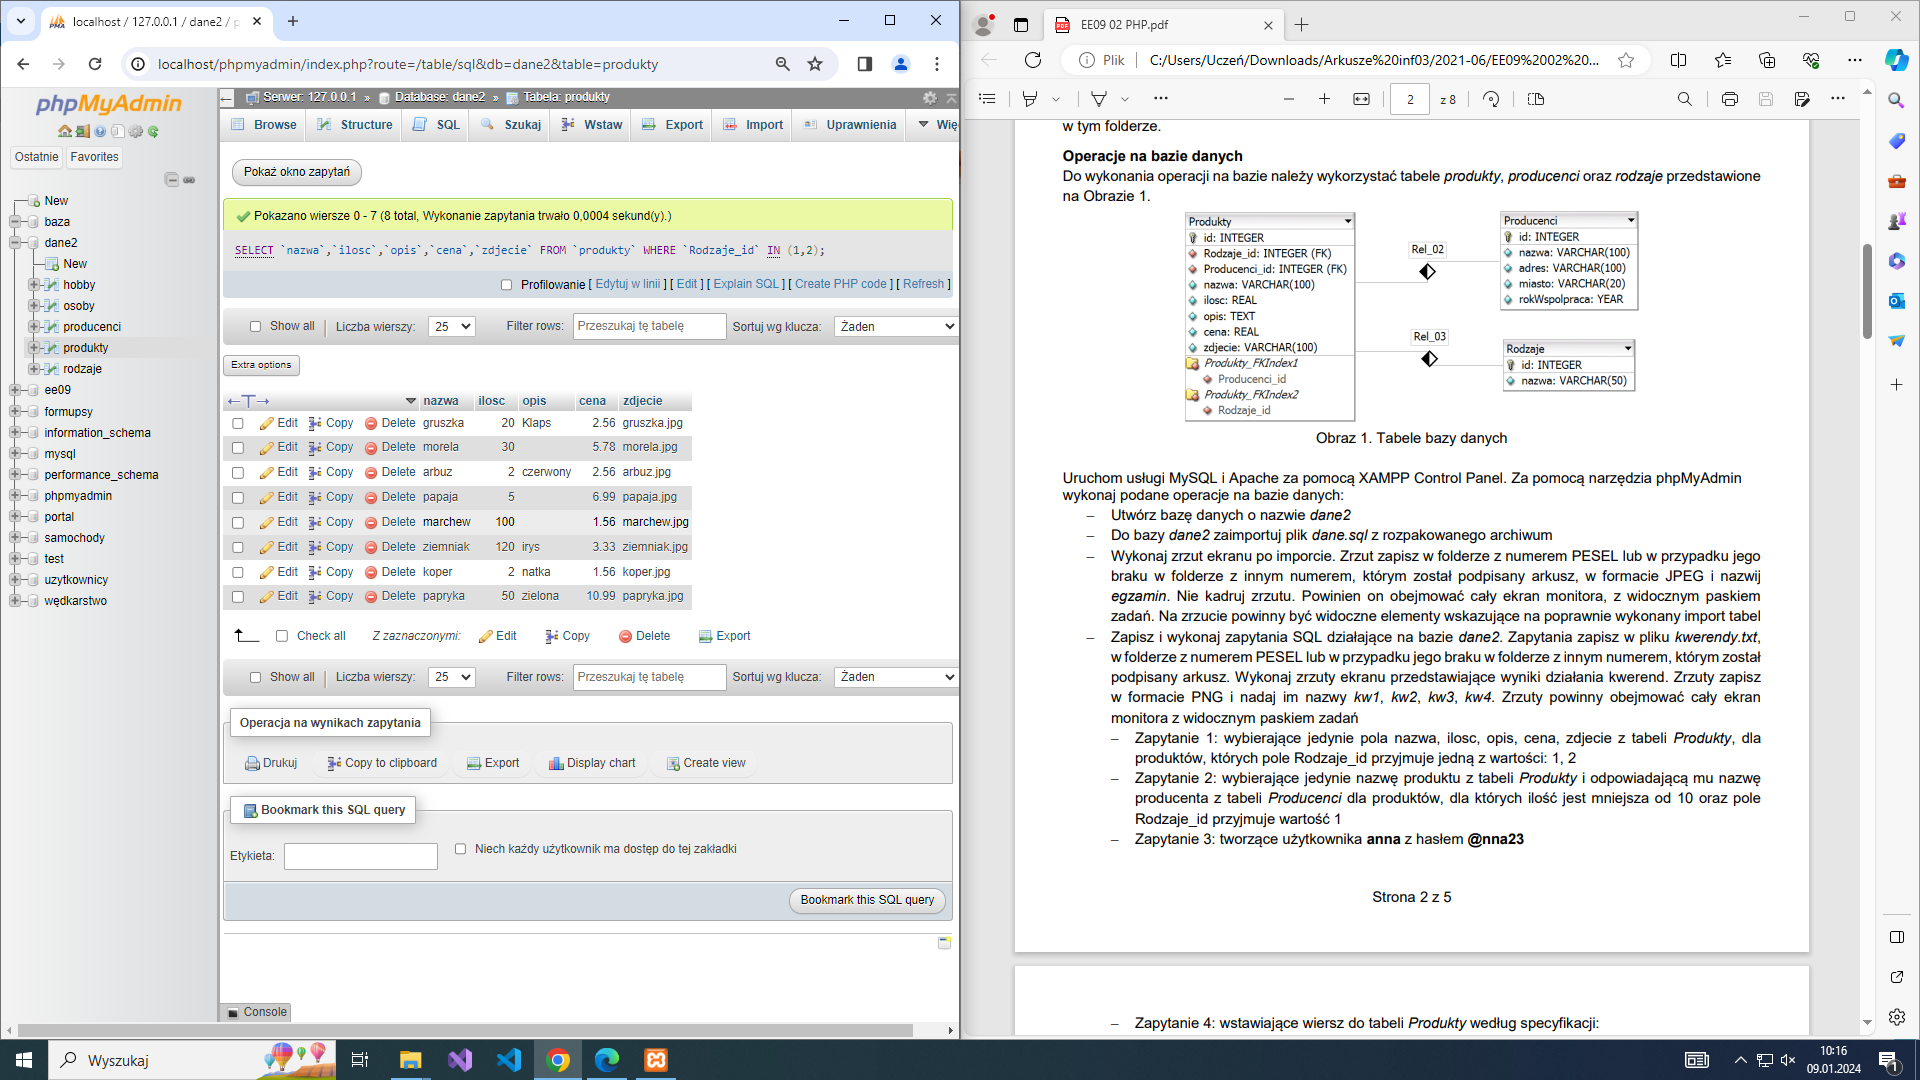 localhost / 127.0.0.1 / dane2 / p
localhost/phpmyadmin/index.php?route=/table/sql&db=dane2&table=produkty
phpMyAdmin
Ostatnie Favorites
New
baza
dane2
New
hobby
osoby
producenci
produkty
rodzaje
ee09
formupsy
information_schema
mysql
performance_schema
phpmyadmin
portal
samochody
test
uzytkownicy
wędkarstwo
Serwer: 127.0.0.1 » Database: dane2 » Tabela: produkty
Browse Structure SQL Szukaj Wstaw Export Import Uprawnienia Wię
Pokaż okno zapytań
Pokazano wiersze 0 - 7 (8 total, Wykonanie zapytania trwało 0,0004 sekund(y).)
SELECT `nazwa`,`ilosc`,`opis`,`cena`,`zdjecie` FROM `produkty` WHERE `Rodzaje_id` IN (1,2);
Profilowanie [ Edytuj w linii ] [ Edit ] [ Explain SQL ] [ Create PHP code ] [ Refresh ]
Show all Liczba wierszy: 25 Filter rows: Przeszukaj tę tabelę Sortuj wg klucza: Żaden
Extra options
←T→ nazwa ilosc opis cena zdjecie
Edit Copy Delete gruszka 20 Klaps 2.56 gruszka.jpg
Edit Copy Delete morela 30 5.78 morela.jpg
Edit Copy Delete arbuz 2 czerwony 2.56 arbuz.jpg
Edit Copy Delete papaja 5 6.99 papaja.jpg
Edit Copy Delete marchew 100 1.56 marchew.jpg
Edit Copy Delete ziemniak 120 irys 3.33 ziemniak.jpg
Edit Copy Delete koper 2 natka 1.56 koper.jpg
Edit Copy Delete papryka 50 zielona 10.99 papryka.jpg
Check all Z zaznaczonymi: Edit Copy Delete Export
Show all Liczba wierszy: 25 Filter rows: Przeszukaj tę tabelę Sortuj wg klucza: Żaden
Operacja na wynikach zapytania
Drukuj Copy to clipboard Export Display chart Create view
Bookmark this SQL query
Etykieta: Niech każdy użytkownik ma dostęp do tej zakładki
Bookmark this SQL query
Console
EE09 02 PHP.pdf
Plik C:/Users/Uczeń/Downloads/Arkusze%20inf03/2021-06/EE09%2002%20...
2 z 8
w tym folderze.
Operacje na bazie danych
Do wykonania operacji na bazie należy wykorzystać tabele produkty, producenci oraz rodzaje przedstawione
na Obrazie 1.
Produkty
id: INTEGER
Rodzaje_id: INTEGER (FK)
Producenci_id: INTEGER (FK)
nazwa: VARCHAR(100)
ilosc: REAL
opis: TEXT
cena: REAL
zdjecie: VARCHAR(100)
Produkty_FKIndex1
Producenci_id
Produkty_FKIndex2
Rodzaje_id
Rel_02
Rel_03
Producenci
id: INTEGER
nazwa: VARCHAR(100)
adres: VARCHAR(100)
miasto: VARCHAR(20)
rokWspolpraca: YEAR
Rodzaje
id: INTEGER
nazwa: VARCHAR(50)
Obraz 1. Tabele bazy danych
Uruchom usługi MySQL i Apache za pomocą XAMPP Control Panel. Za pomocą narzędzia phpMyAdmin
wykonaj podane operacje na bazie danych:
– Utwórz bazę danych o nazwie dane2
– Do bazy dane2 zaimportuj plik dane.sql z rozpakowanego archiwum
– Wykonaj zrzut ekranu po imporcie. Zrzut zapisz w folderze z numerem PESEL lub w przypadku jego
braku w folderze z innym numerem, którym został podpisany arkusz, w formacie JPEG i nazwij
egzamin. Nie kadruj zrzutu. Powinien on obejmować cały ekran monitora, z widocznym paskiem
zadań. Na zrzucie powinny być widoczne elementy wskazujące na poprawnie wykonany import tabel
– Zapisz i wykonaj zapytania SQL działające na bazie dane2. Zapytania zapisz w pliku kwerendy.txt,
w folderze z numerem PESEL lub w przypadku jego braku w folderze z innym numerem, którym został
podpisany arkusz. Wykonaj zrzuty ekranu przedstawiające wyniki działania kwerend. Zrzuty zapisz
w formacie PNG i nadaj im nazwy kw1, kw2, kw3, kw4. Zrzuty powinny obejmować cały ekran
monitora z widocznym paskiem zadań
– Zapytanie 1: wybierające jedynie pola nazwa, ilosc, opis, cena, zdjecie z tabeli Produkty, dla
produktów, których pole Rodzaje_id przyjmuje jedną z wartości: 1, 2
– Zapytanie 2: wybierające jedynie nazwę produktu z tabeli Produkty i odpowiadającą mu nazwę
producenta z tabeli Producenci dla produktów, dla których ilość jest mniejsza od 10 oraz pole
Rodzaje_id przyjmuje wartość 1
– Zapytanie 3: tworzące użytkownika anna z hasłem @nna23
Strona 2 z 5
– Zapytanie 4: wstawiające wiersz do tabeli Produkty według specyfikacji:
Wyszukaj
10:16
09.01.2024
1